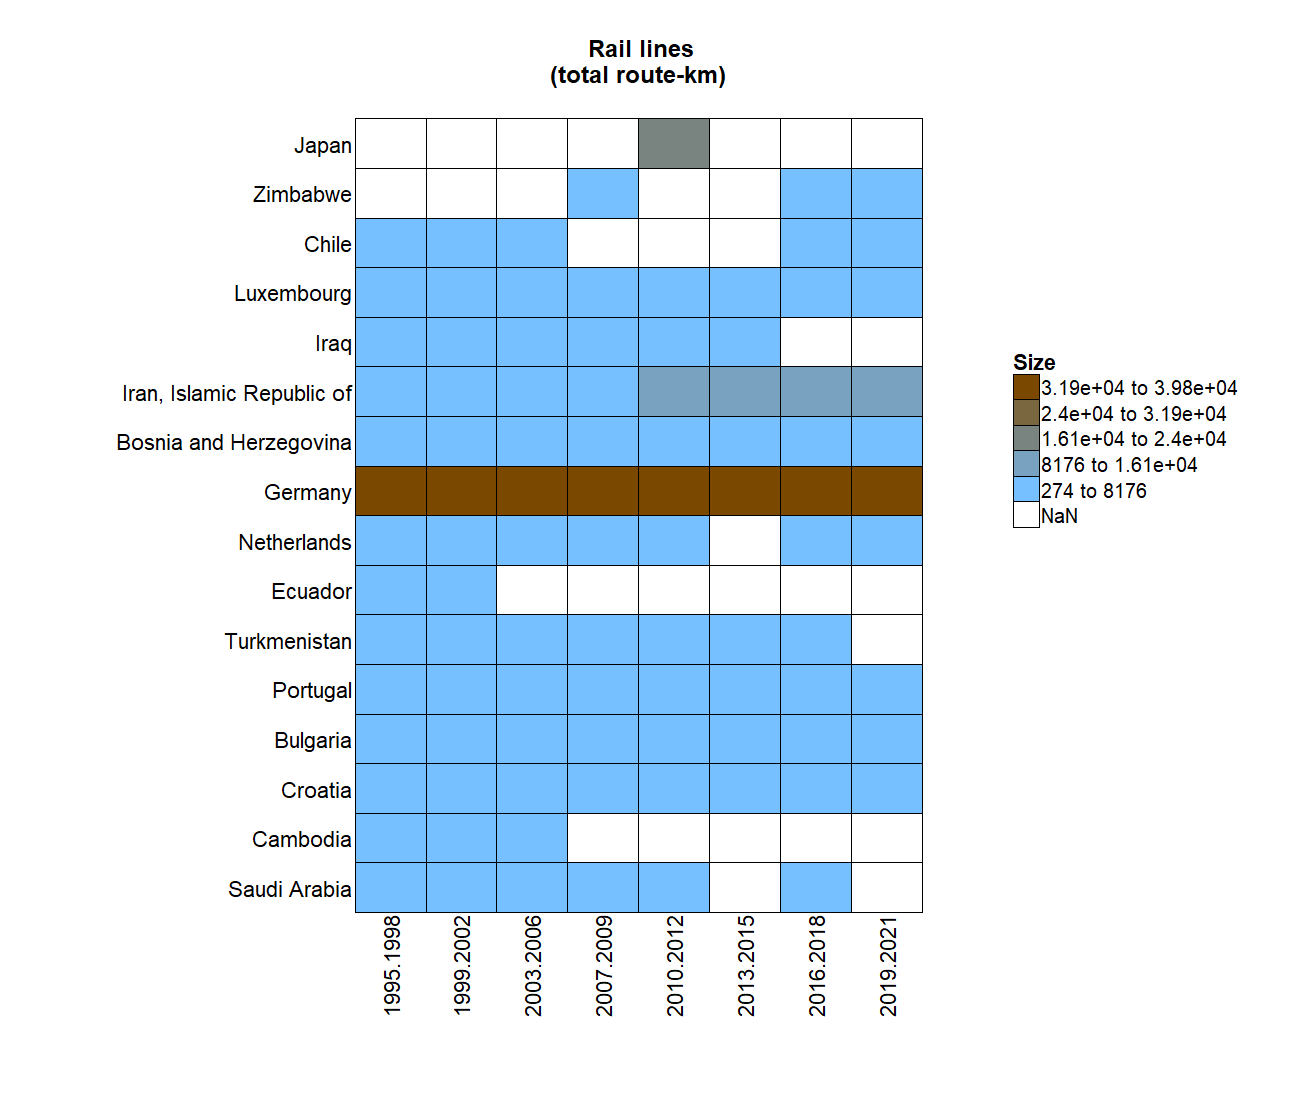 Rail lines
(total route-km)
Japan
Zimbabwe
Chile
Luxembourg
Iraq
Iran, Islamic Republic of
Bosnia and Herzegovina
Germany
Netherlands
Ecuador
Turkmenistan
Portugal
Bulgaria
Croatia
Cambodia
Saudi Arabia
1995.1998
1999.2002
2003.2006
2007.2009
2010.2012
2013.2015
2016.2018
2019.2021
Size
3.19e+04 to 3.98e+04
2.4e+04 to 3.19e+04
1.61e+04 to 2.4e+04
8176 to 1.61e+04
274 to 8176
NaN